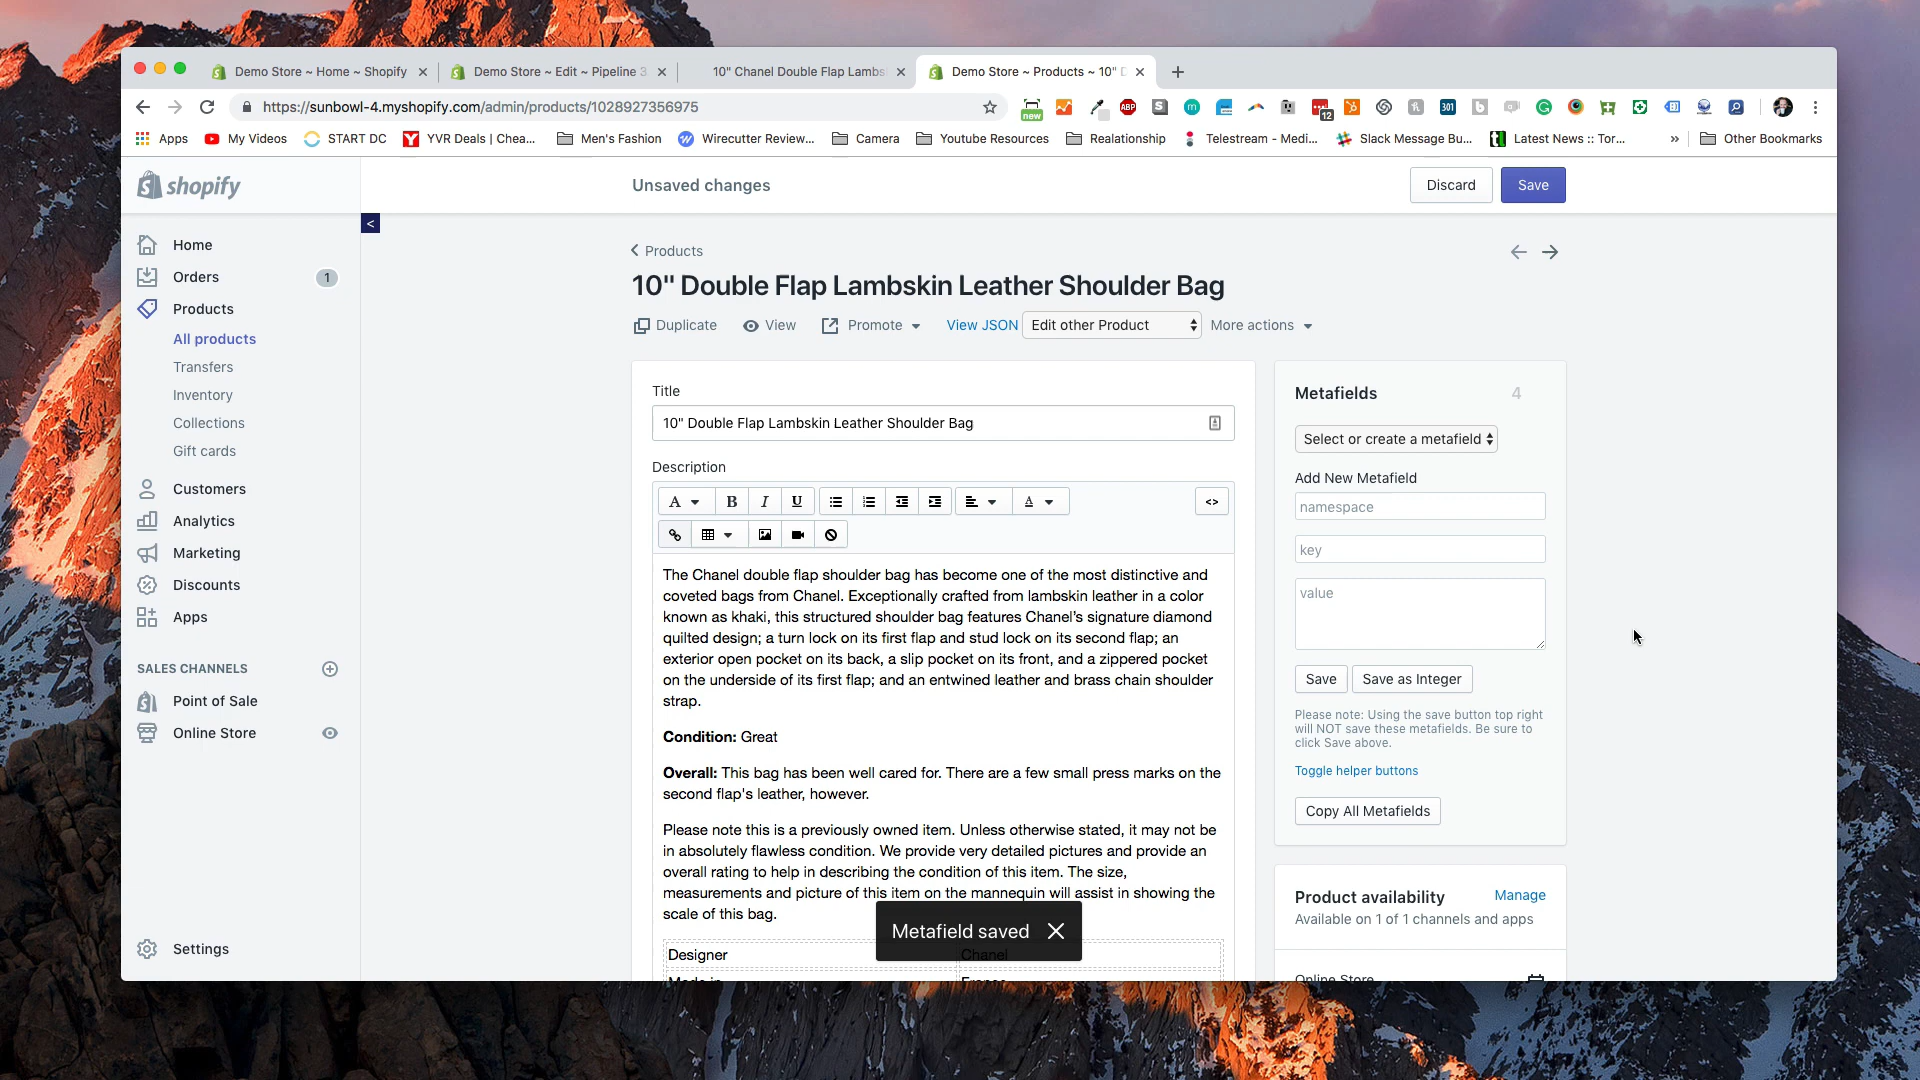 Demo Store ~ Home ~ Shopify
Demo Store ~ Edit ~ Pipeline 3
10" Chanel Double Flap Lambs
Demo Store ~ Products ~ 10" D
https://sunbowl-4.myshopify.com/admin/products/1028927356975
new
ABP
12
301
Apps
My Videos
START DC
YVR Deals | Chea...
Men's Fashion
Wirecutter Review...
Camera
Youtube Resources
Realationship
Telestream - Medi...
Slack Message Bu...
Latest News :: Tor...
»
Other Bookmarks
shopify
Unsaved changes
Discard
Save
<
Home
Orders
1
Products
All products
Transfers
Inventory
Collections
Gift cards
Customers
Analytics
Marketing
Discounts
Apps
SALES CHANNELS
Point of Sale
Online Store
Settings
Products
10" Double Flap Lambskin Leather Shoulder Bag
Duplicate
View
Promote
View JSON
Edit other Product
More actions
Title
10" Double Flap Lambskin Leather Shoulder Bag
Description
A
B
I
U
A
<>
The Chanel double flap shoulder bag has become one of the most distinctive and
coveted bags from Chanel. Exceptionally crafted from lambskin leather in a color
known as khaki, this structured shoulder bag features Chanel's signature diamond
quilted design; a turn lock on its first flap and stud lock on its second flap; an
exterior open pocket on its back, a slip pocket on its front, and a zippered pocket
on the underside of its first flap; and an entwined leather and brass chain shoulder
strap.
Condition: Great
Overall: This bag has been well cared for. There are a few small press marks on the
second flap's leather, however.
Please note this is a previously owned item. Unless otherwise stated, it may not be
in absolutely flawless condition. We provide very detailed pictures and provide an
overall rating to help in describing the condition of this item. The size,
measurements and picture of this item on the mannequin will assist in showing the
scale of this bag.
Designer
Chanel
Made in
France
Metafield saved
Metafields
4
Select or create a metafield
Add New Metafield
namespace
key
value
Save
Save as Integer
Please note: Using the save button top right
will NOT save these metafields. Be sure to
click Save above.
Toggle helper buttons
Copy All Metafields
Product availability
Manage
Available on 1 of 1 channels and apps
Online Store